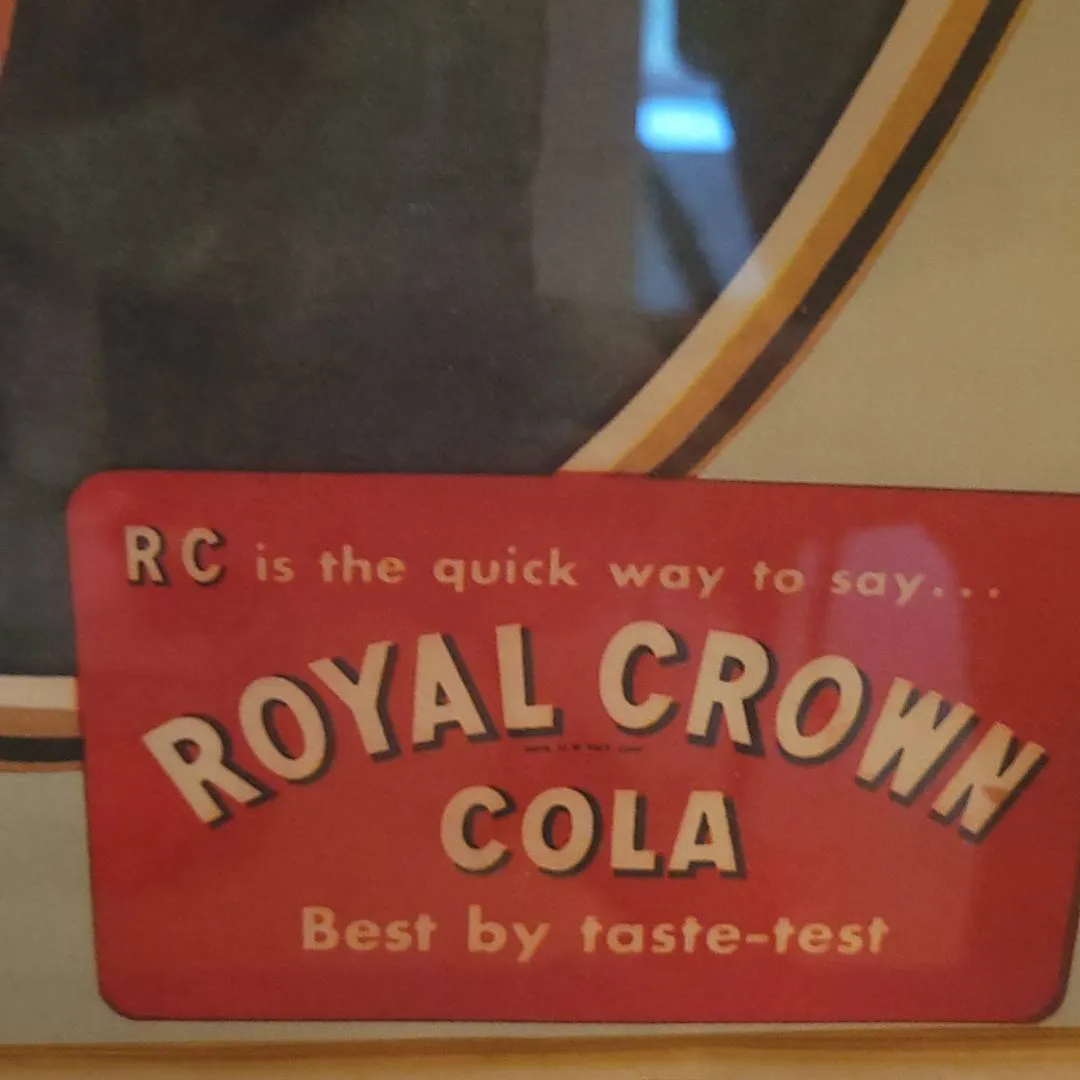 RC is the quick way to say...
ROYAL CROWN
COLA
Best by taste-test